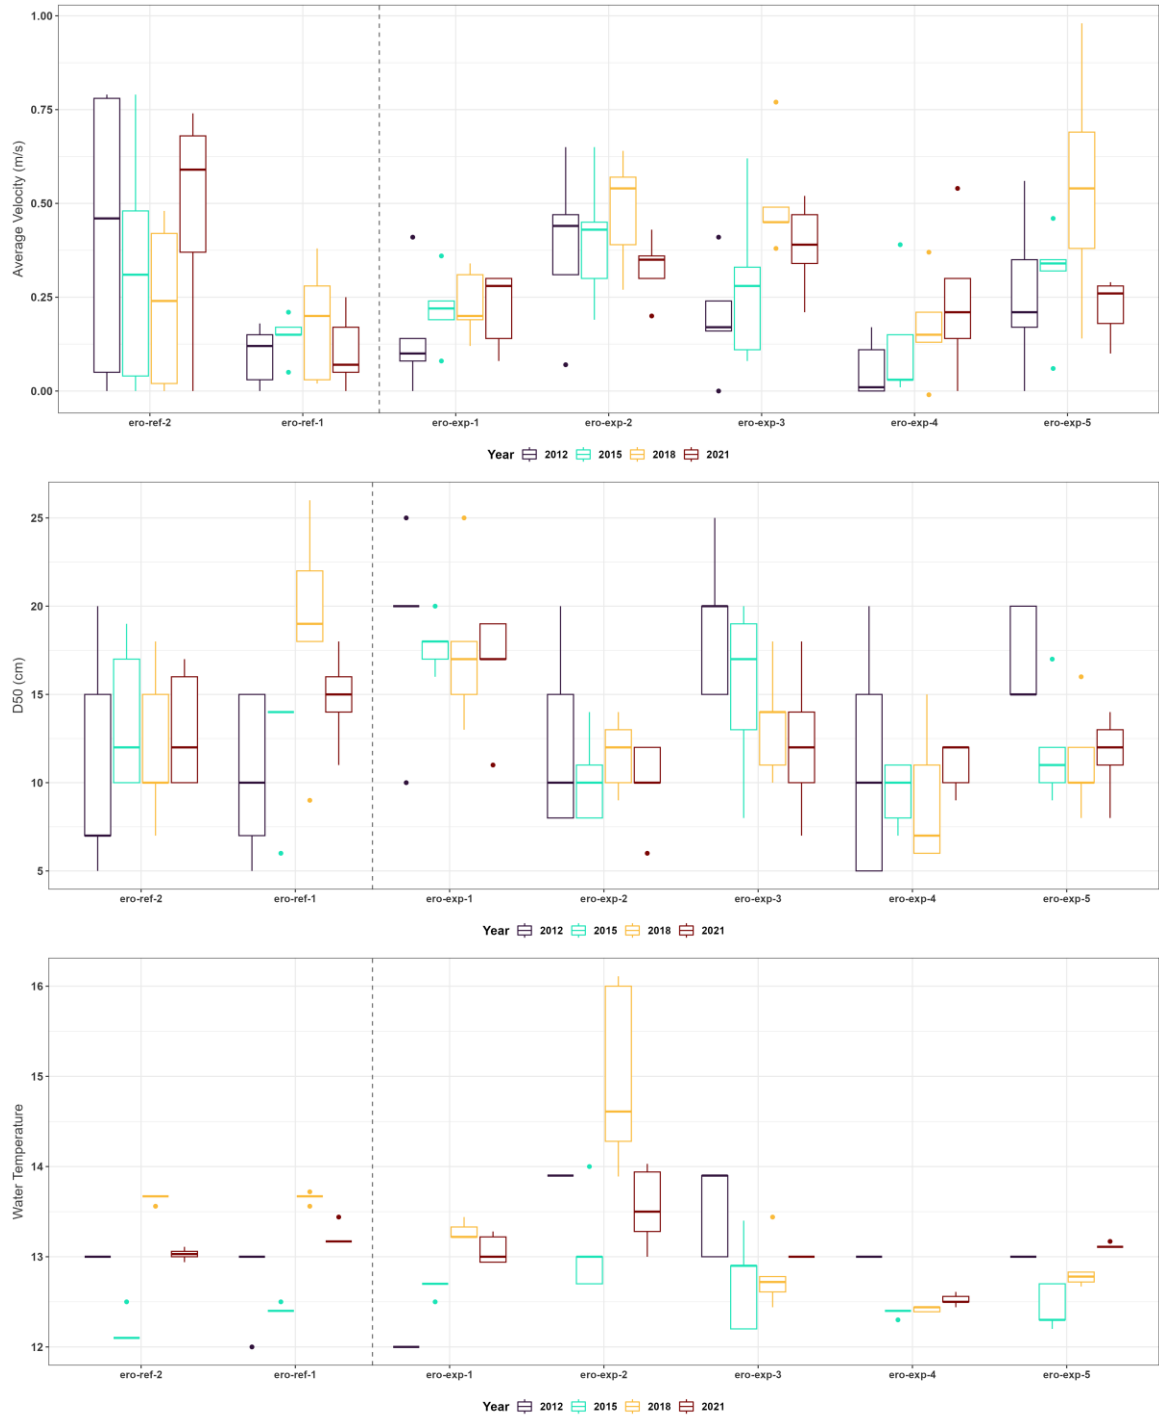 1.00
0.75
0.50
0.25
0.00
Average Velocity (m/s)
ero-ref-2 ero-ref-1 ero-exp-1 ero-exp-2 ero-exp-3 ero-exp-4 ero-exp-5
Year 2012 2015 2018 2021
25
20
15
10
5
D50 (cm)
ero-ref-2 ero-ref-1 ero-exp-1 ero-exp-2 ero-exp-3 ero-exp-4 ero-exp-5
Year 2012 2015 2018 2021
16
15
14
13
12
Water Temperature
ero-ref-2 ero-ref-1 ero-exp-1 ero-exp-2 ero-exp-3 ero-exp-4 ero-exp-5
Year 2012 2015 2018 2021